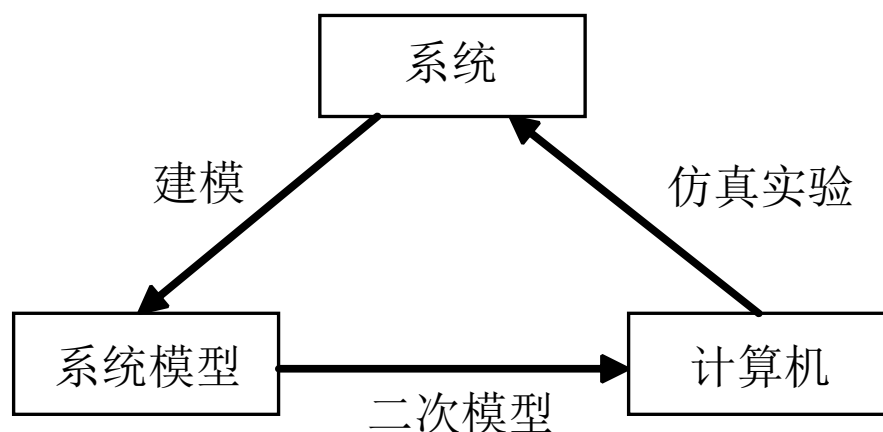 系统
建模
仿真实验
系统模型
计算机
二次模型